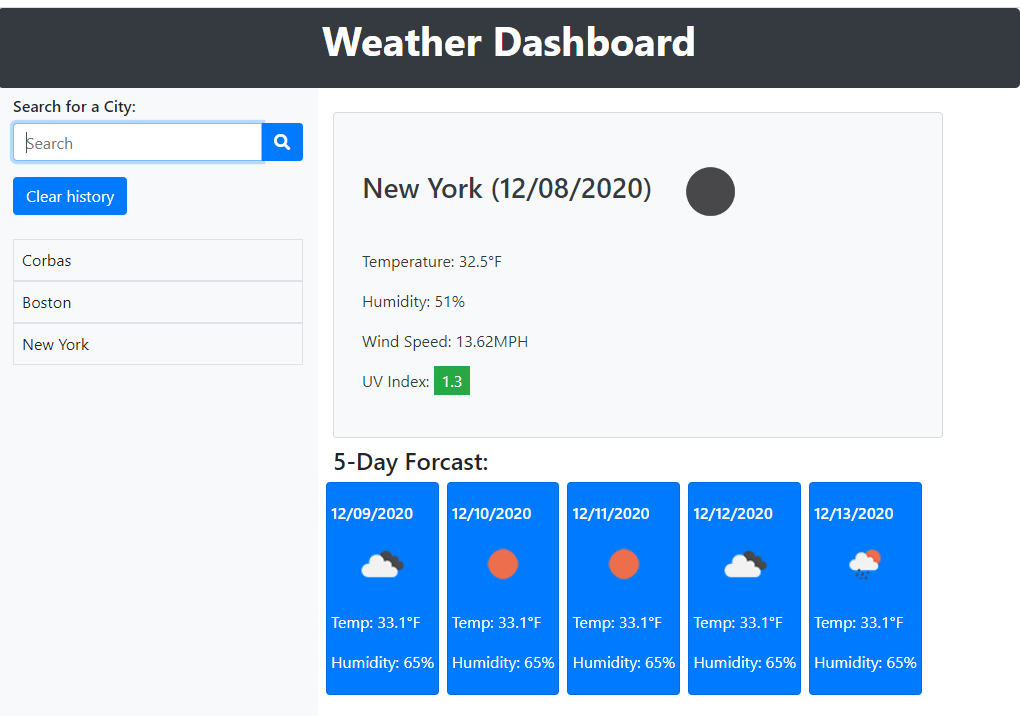 Weather Dashboard
Search for a City:
Search
Clear history
Corbas
Boston
New York
New York (12/08/2020)
Temperature: 32.5°F
Humidity: 51%
Wind Speed: 13.62MPH
UV Index: 1.3
5-Day Forcast:
12/09/2020
Temp: 33.1°F
Humidity: 65%
12/10/2020
Temp: 33.1°F
Humidity: 65%
12/11/2020
Temp: 33.1°F
Humidity: 65%
12/12/2020
Temp: 33.1°F
Humidity: 65%
12/13/2020
Temp: 33.1°F
Humidity: 65%